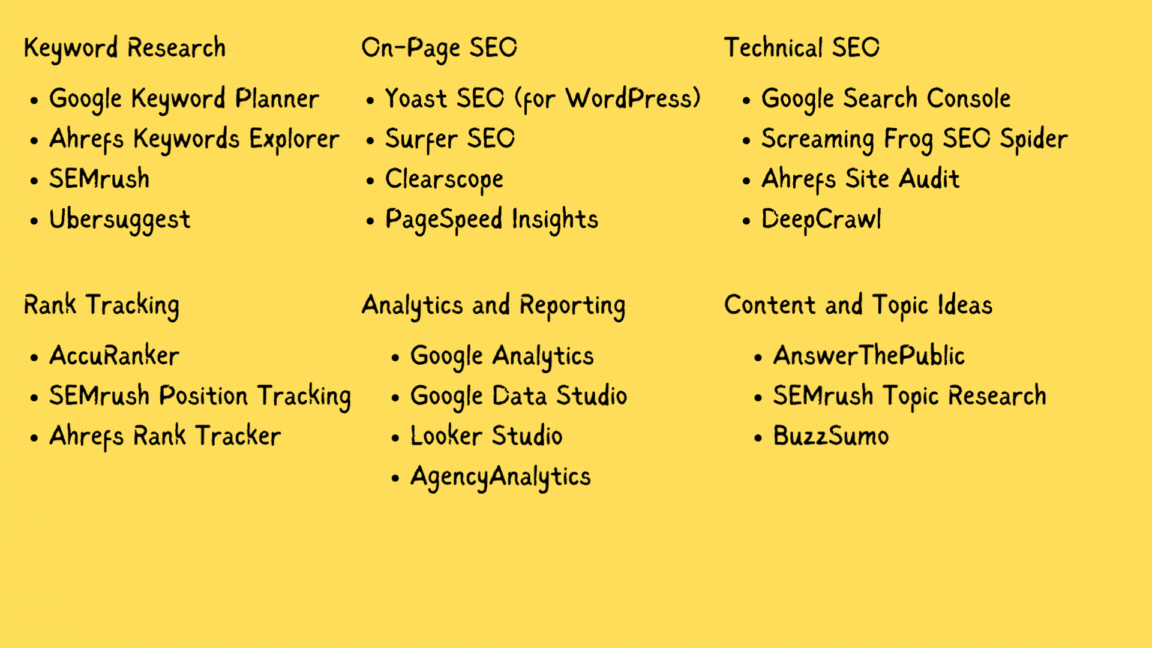 Keyword Research
• Google Keyword Planner
• Ahrefs Keywords Explorer
• SEMrush
• Ubersuggest
On-Page SEO
• Yoast SEO (for WordPress)
• Surfer SEO
• Clearscope
• PageSpeed Insights
Technical SEO
• Google Search Console
• Screaming Frog SEO Spider
• Ahrefs Site Audit
• DeepCrawl
Rank Tracking
• AccuRanker
• SEMrush Position Tracking
• Ahrefs Rank Tracker
Analytics and Reporting
• Google Analytics
• Google Data Studio
• Looker Studio
• AgencyAnalytics
Content and Topic Ideas
• AnswerThePublic
• SEMrush Topic Research
• BuzzSumo